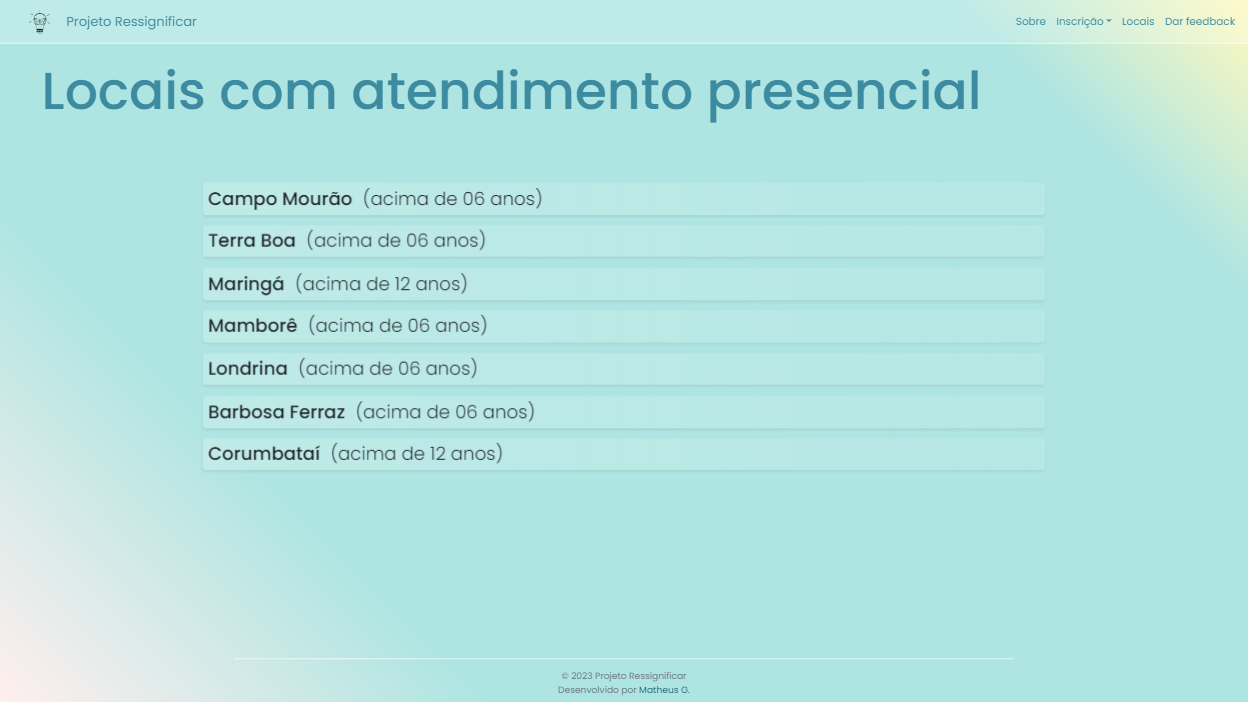 Projeto Ressignificar
Sobre Inscrição Locais Dar feedback
Locais com atendimento presencial
Campo Mourão (acima de 06 anos)
Terra Boa (acima de 06 anos)
Maringá (acima de 12 anos)
Mamborê (acima de 06 anos)
Londrina (acima de 06 anos)
Barbosa Ferraz (acima de 06 anos)
Corumbataí (acima de 12 anos)
© 2023 Projeto Ressignificar
Desenvolvido por Matheus G.